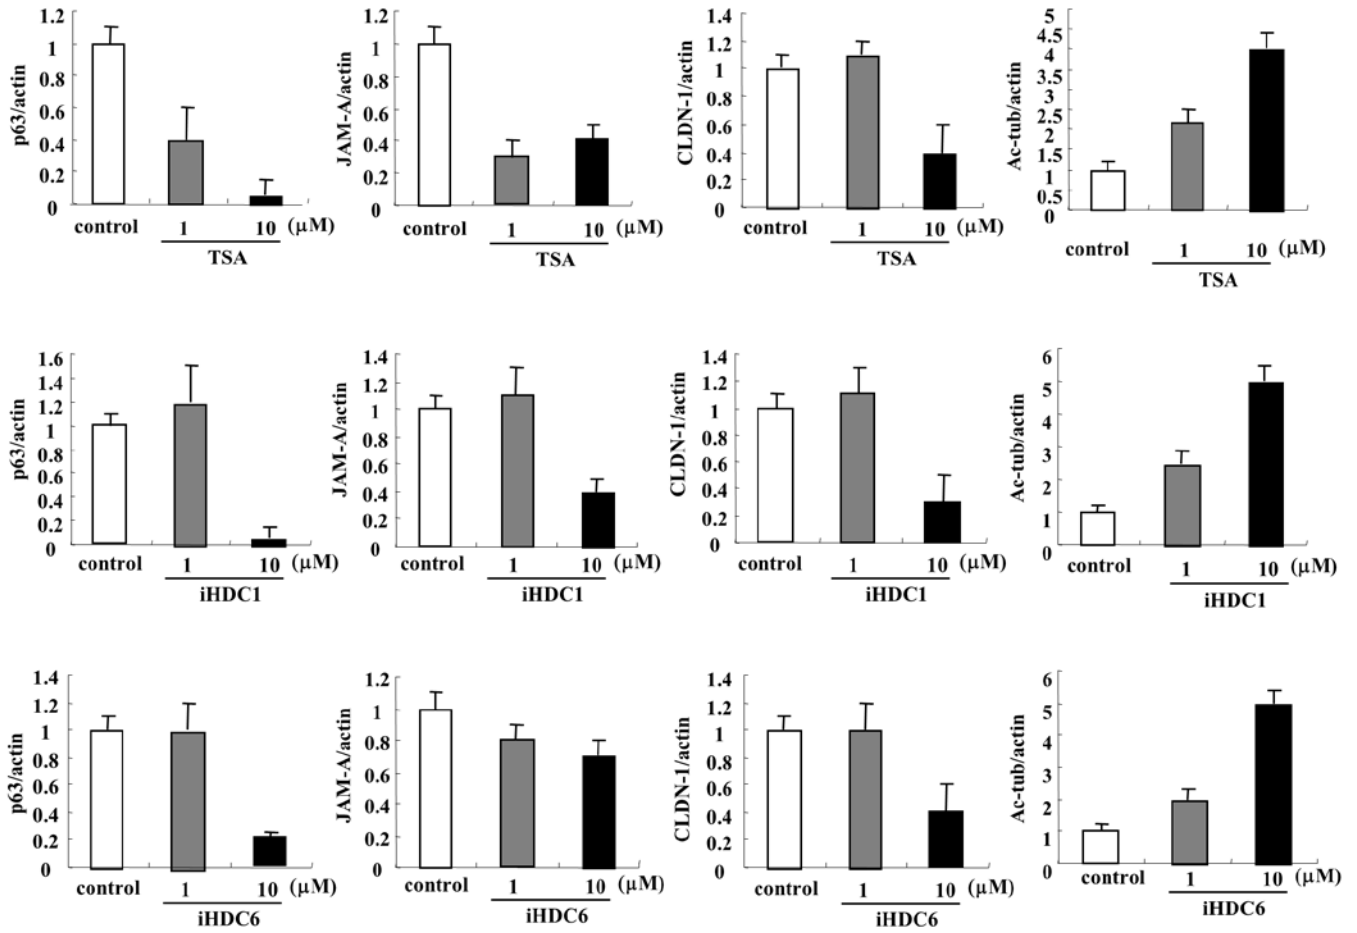 p63/actin
1.2
1
0.8
0.6
0.4
0.2
0
control 1 10 (μM)
TSA
JAM-A/actin
1.2
1
0.8
0.6
0.4
0.2
0
control 1 10 (μM)
TSA
CLDN-1/actin
1.4
1.2
1
0.8
0.6
0.4
0.2
0
control 1 10 (μM)
TSA
Ac-tub/actin
5
4.5
4
3.5
3
2.5
2
1.5
1
0.5
0
control 1 10 (μM)
TSA
p63/actin
1.6
1.4
1.2
1
0.8
0.6
0.4
0.2
0
control 1 10 (μM)
iHDC1
JAM-A/actin
1.4
1.2
1
0.8
0.6
0.4
0.2
0
control 1 10 (μM)
iHDC1
CLDN-1/actin
1.4
1.2
1
0.8
0.6
0.4
0.2
0
control 1 10 (μM)
iHDC1
Ac-tub/actin
6
5
4
3
2
1
0
control 1 10 (μM)
iHDC1
p63/actin
1.4
1.2
1
0.8
0.6
0.4
0.2
0
control 1 10 (μM)
iHDC6
JAM-A/actin
1.2
1
0.8
0.6
0.4
0.2
0
control 1 10 (μM)
iHDC6
CLDN-1/actin
1.4
1.2
1
0.8
0.6
0.4
0.2
0
control 1 10 (μM)
iHDC6
Ac-tub/actin
6
5
4
3
2
1
0
control 1 10 (μM)
iHDC6